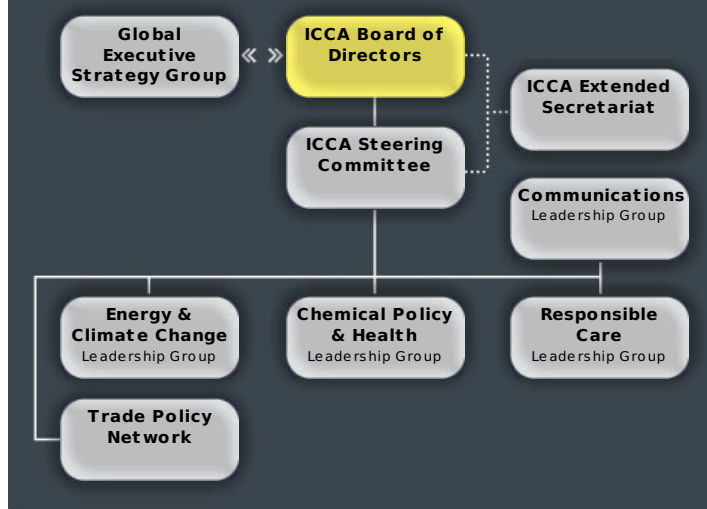 Global
Executive
Strategy Group
ICCA Board of
Directors
ICCA Extended
Secretariat
ICCA Steering
Committee
Communications
Leadership Group
Energy &
Climate Change
Leadership Group
Chemical Policy
& Health
Leadership Group
Responsible
Care
Leadership Group
Trade Policy
Network